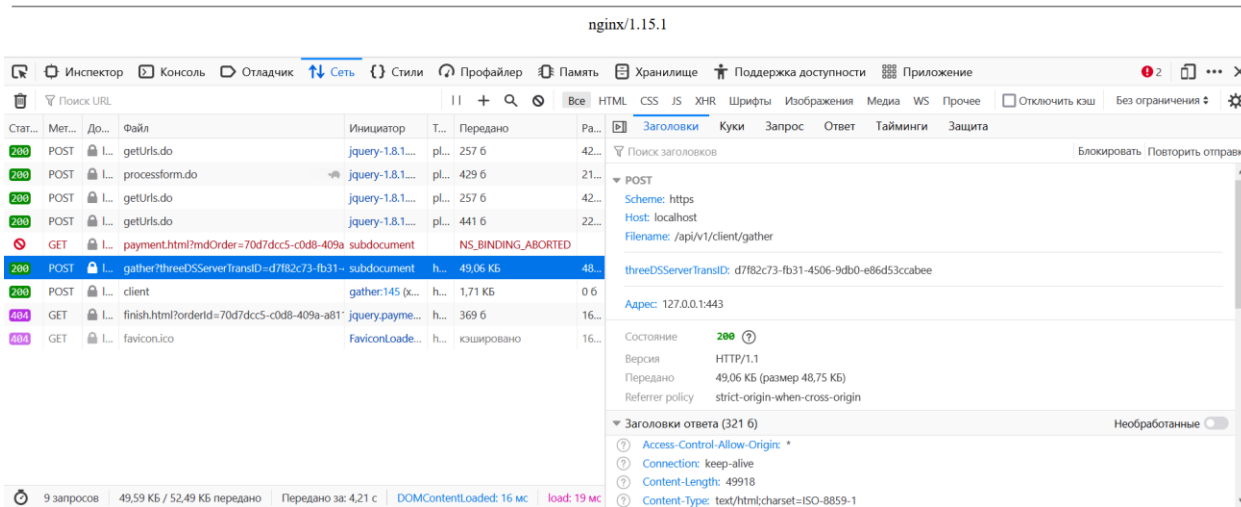 nginx/1.15.1
Инспектор Консоль Отладчик Сеть Стили Профайлер Память Хранилище Поддержка доступности Приложение 2
Поиск URL Все HTML CSS JS XHR Шрифты Изображения Медиа WS Прочее Отключить кэш Без ограничения
Стат... Мет... До... Файл Инициатор Т... Передано Ра...
200 POST l... getUrls.do jquery-1.8.1.... pl... 257 б 42...
200 POST l... processform.do jquery-1.8.1.... pl... 429 б 21...
200 POST l... getUrls.do jquery-1.8.1.... pl... 257 б 42...
200 POST l... getUrls.do jquery-1.8.1.... pl... 441 б 22...
GET l... payment.html?mdOrder=70d7dcc5-c0d8-409a subdocument NS_BINDING_ABORTED
200 POST l... gather?threeDSServerTransID=d7f82c73-fb31- subdocument h... 49,06 КБ 48...
200 POST l... client gather:145 (x... h... 1,71 КБ 0 б
404 GET l... finish.html?orderId=70d7dcc5-c0d8-409a-a81 jquery.payme... h... 369 б 16...
404 GET l... favicon.ico FaviconLoade... h... кэшировано 16...
9 запросов 49,59 КБ / 52,49 КБ передано Передано за: 4,21 с DOMContentLoaded: 16 мс load: 19 мс
Заголовки Куки Запрос Ответ Тайминги Защита
Поиск заголовков Блокировать Повторить отправк
POST
Scheme: https
Host: localhost
Filename: /api/v1/client/gather
threeDSServerTransID: d7f82c73-fb31-4506-9db0-e86d53ccabee
Адрес: 127.0.0.1:443
Состояние 200
Версия HTTP/1.1
Передано 49,06 КБ (размер 48,75 КБ)
Referrer policy strict-origin-when-cross-origin
Заголовки ответа (321 б) Необработанные
Access-Control-Allow-Origin: *
Connection: keep-alive
Content-Length: 49918
Content-Type: text/html;charset=ISO-8859-1